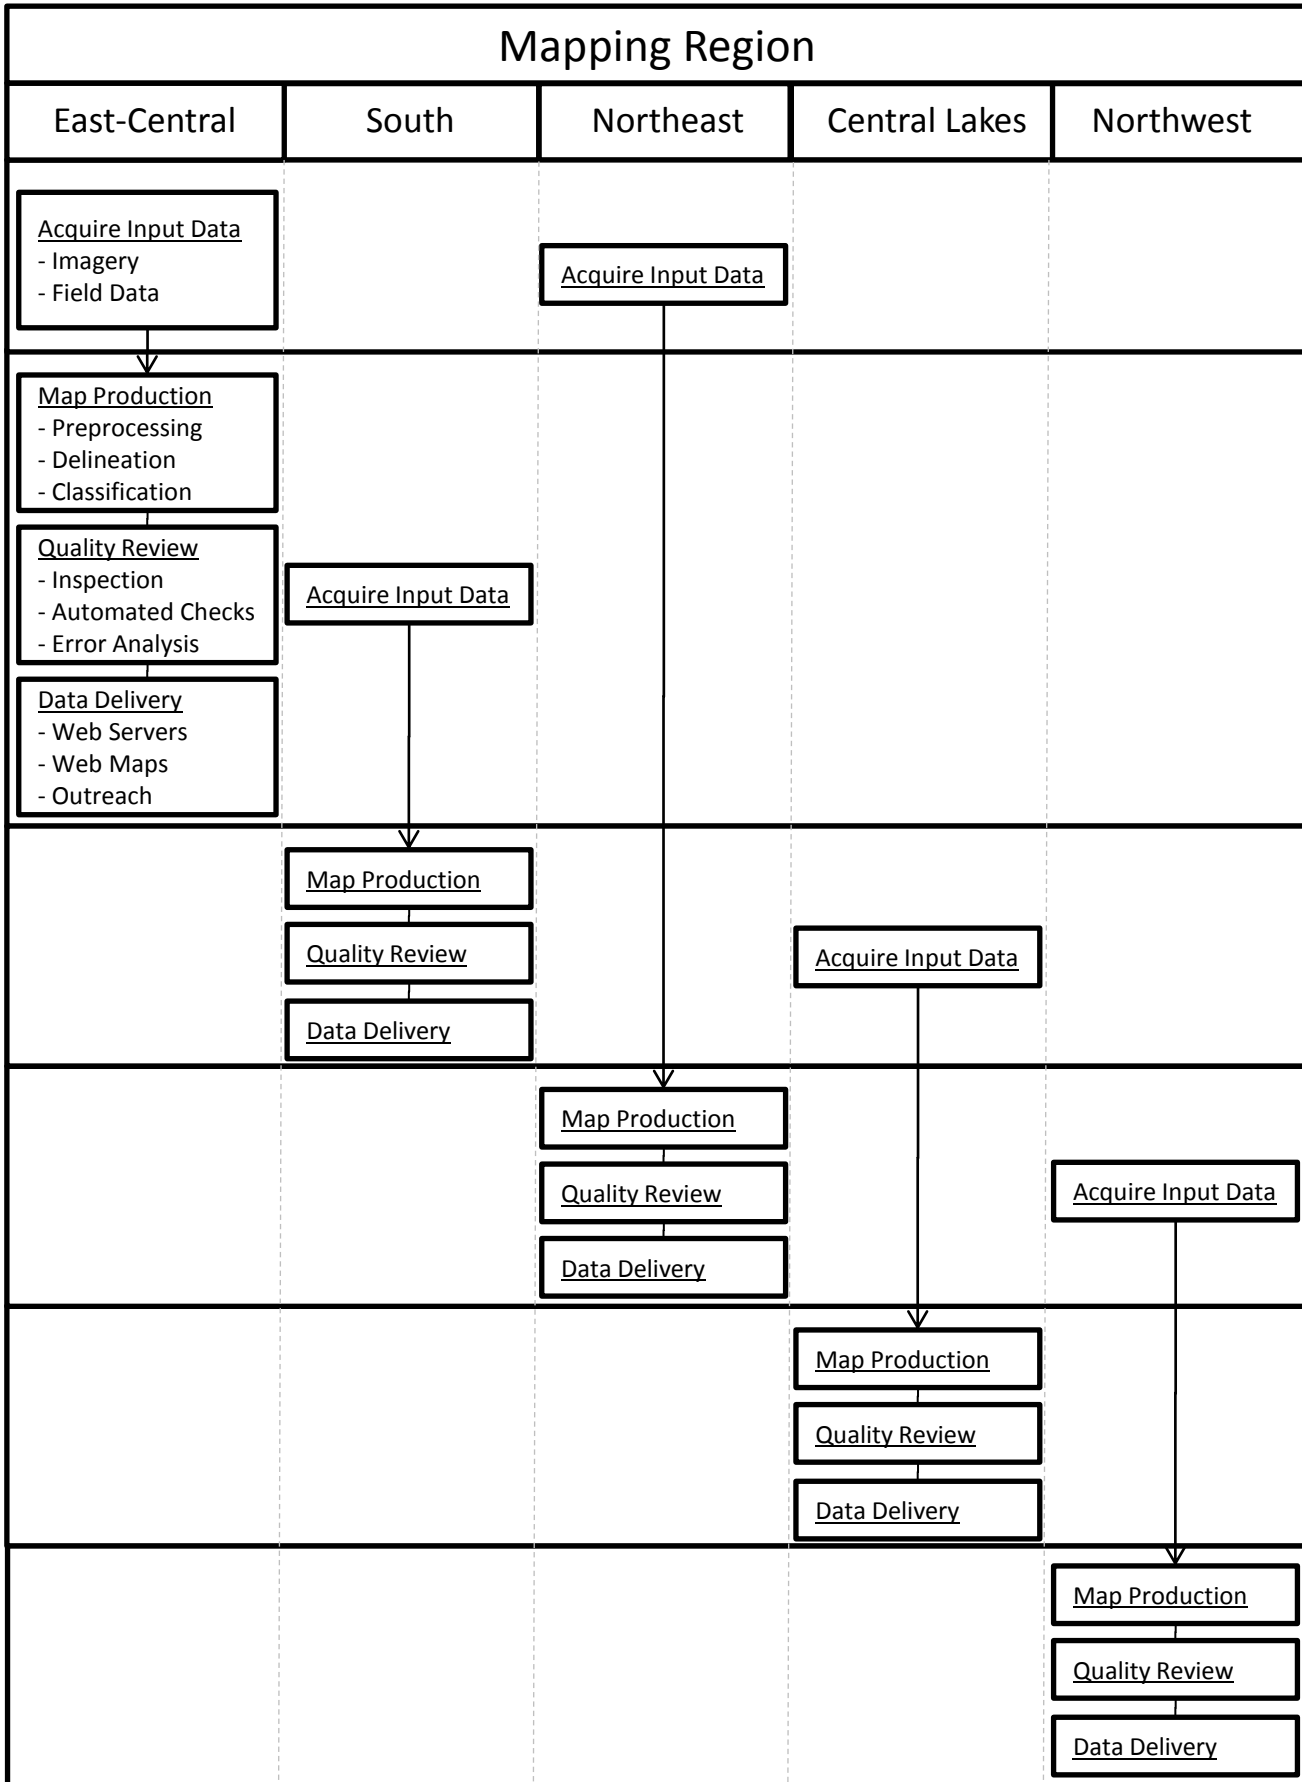 Mapping Region
East-Central
South
Northeast
Central Lakes
Northwest
Acquire Input Data
- Imagery
- Field Data
Acquire Input Data
Map Production
- Preprocessing
- Delineation
- Classification
Quality Review
- Inspection
- Automated Checks
- Error Analysis
Acquire Input Data
Data Delivery
- Web Servers
- Web Maps
- Outreach
Map Production
Quality Review
Data Delivery
Acquire Input Data
Map Production
Quality Review
Data Delivery
Acquire Input Data
Map Production
Quality Review
Data Delivery
Map Production
Quality Review
Data Delivery